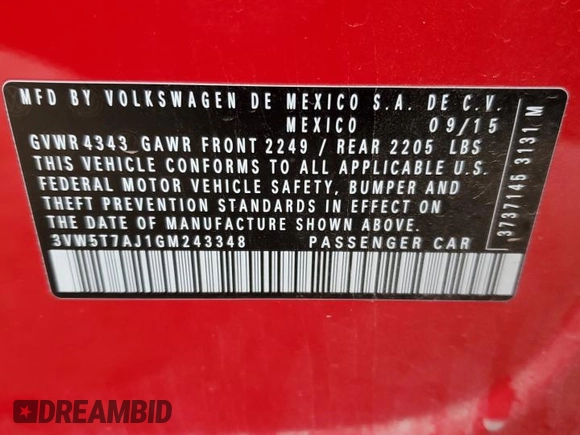 MFD BY VOLKSWAGEN DE MEXICO S.A. DE C.V.
MEXICO 09/15
GVWR 4343 GAWR FRONT 2249 / REAR 2205 LBS
THIS VEHICLE CONFORMS TO ALL APPLICABLE U.S.
FEDERAL MOTOR VEHICLE SAFETY, BUMPER AND
THEFT PREVENTION STANDARDS IN EFFECT ON
THE DATE OF MANUFACTURE SHOWN ABOVE.
3VW5T7AJ1GM243348 PASSENGER CAR
3737146 3131 M
DREAMBID